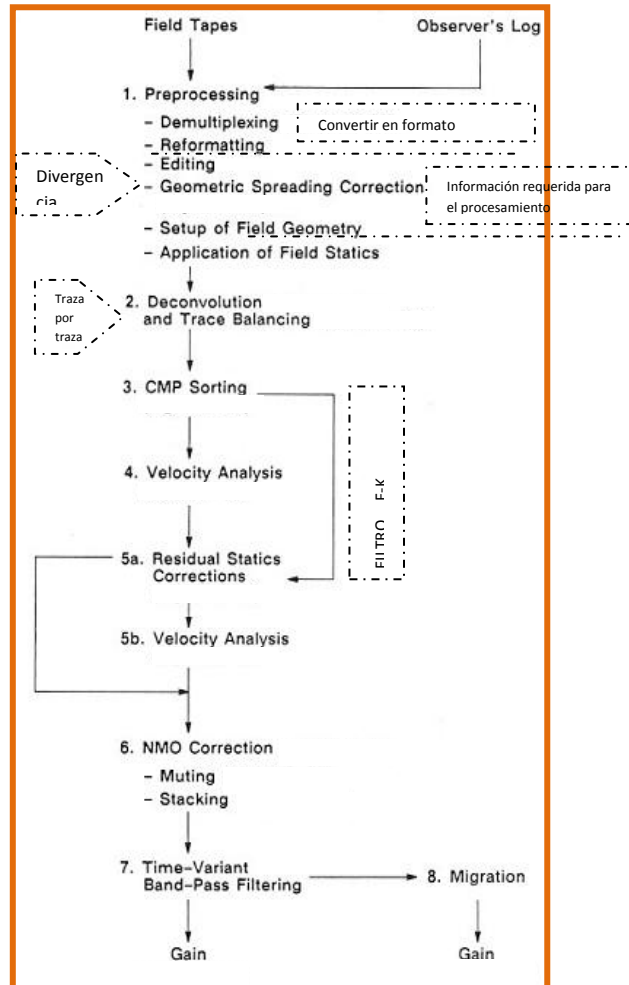 Field Tapes
Observer's Log
1. Preprocessing
- Demultiplexing
Convertir en formato
- Reformatting
- Editing
Divergen
cia
- Geometric Spreading Correction
Información requerida para
el procesamiento
- Setup of Field Geometry
- Application of Field Statics
Traza
por
traza
2. Deconvolution
and Trace Balancing
3. CMP Sorting
FILTRO F-K
4. Velocity Analysis
5a. Residual Statics
Corrections
5b. Velocity Analysis
6. NMO Correction
- Muting
- Stacking
7. Time-Variant
Band-Pass Filtering
8. Migration
Gain
Gain